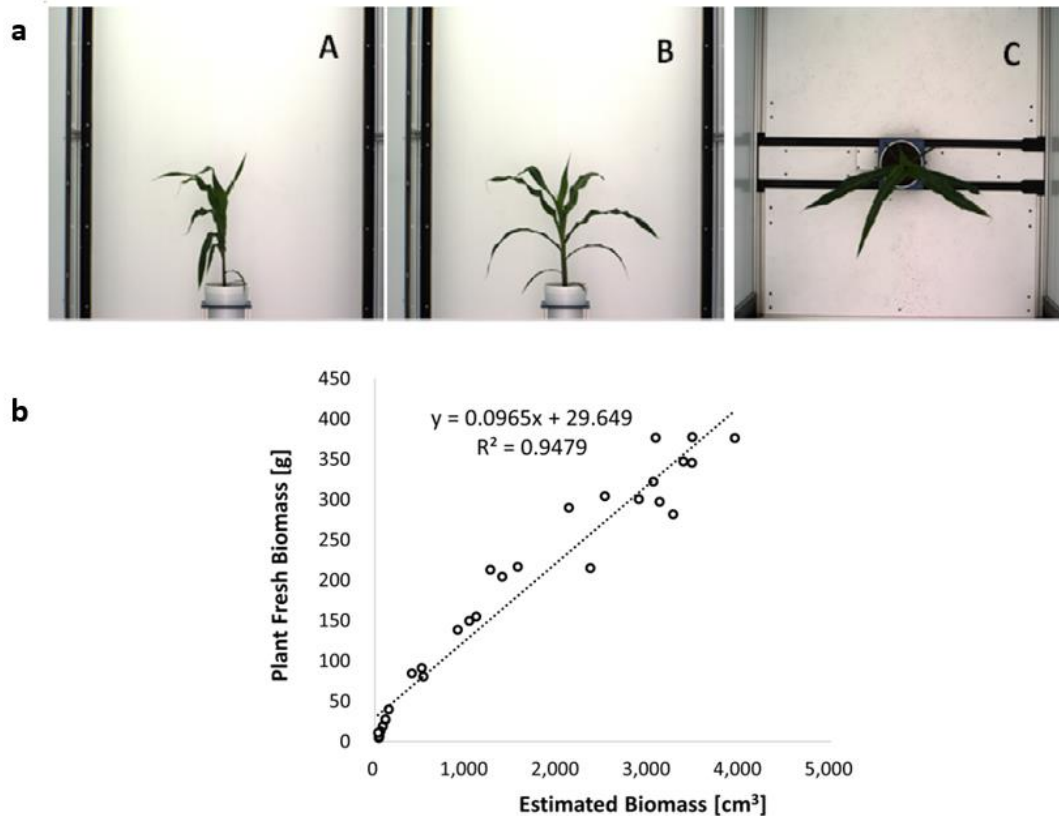 a
A
B
C
b
450
400
350
300
250
200
150
100
50
0
y = 0.0965x + 29.649
R² = 0.9479
Plant Fresh Biomass [g]
0 1,000 2,000 3,000 4,000 5,000
Estimated Biomass [cm³]